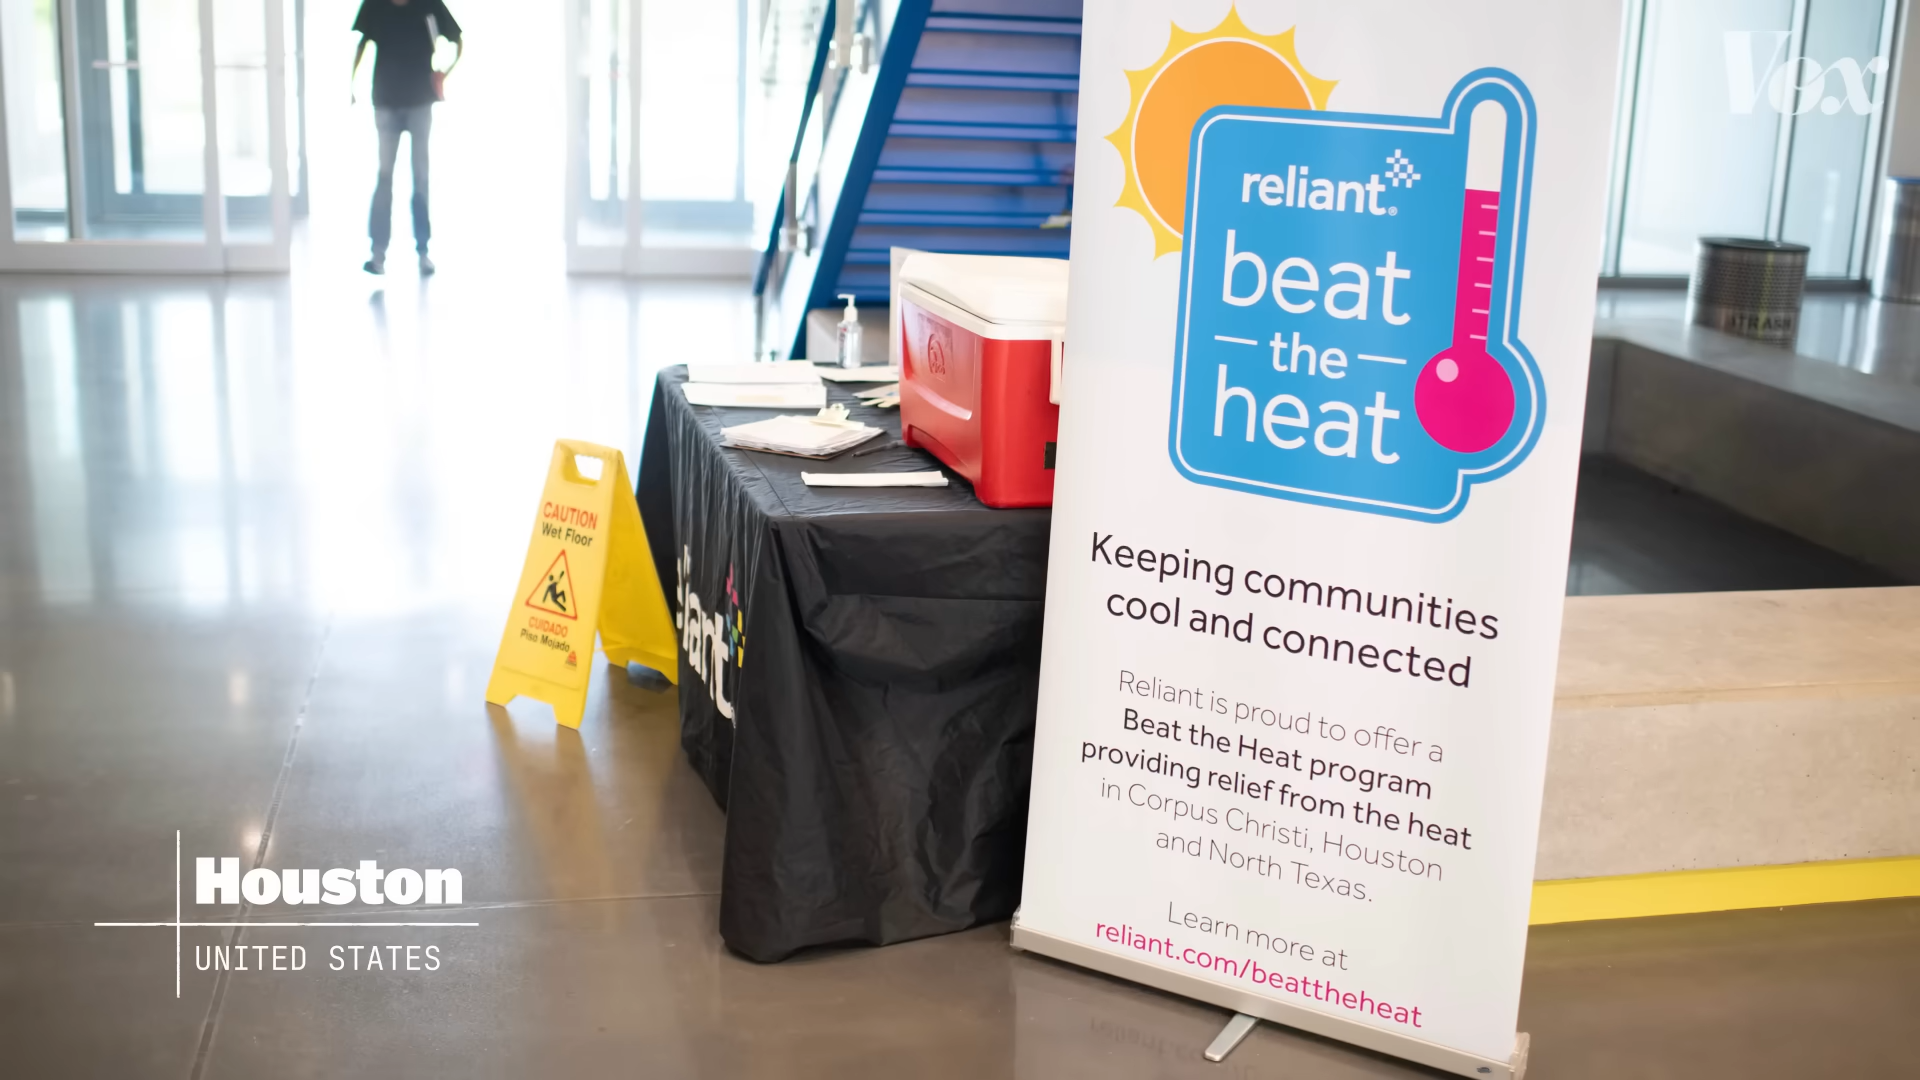 Vox
reliant®
beat
the
heat
Keeping communities
cool and connected
Reliant is proud to offer a
Beat the Heat program
providing relief from the heat
in Corpus Christi, Houston
and North Texas.
Learn more at
reliant.com/beattheheat
TRASH
CAUTION
Wet Floor
CUIDADO
Piso Mojado
liant
Houston
UNITED STATES